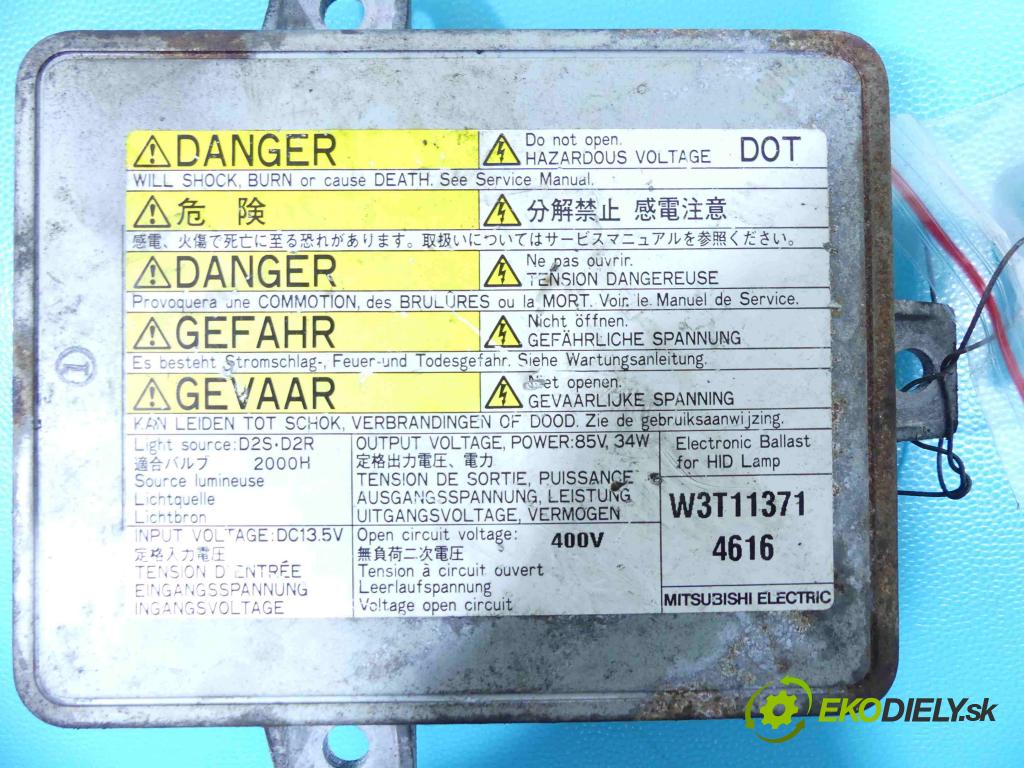 DANGER
Do not open.
HAZARDOUS VOLTAGE
DOT
WILL SHOCK, BURN or cause DEATH. See Service Manual.
危 険
分解禁止 感電注意
感電、火傷で死亡に至る恐れがあります。取扱いについてはサービスマニュアルを参照ください。
DANGER
Ne pas ouvrir.
TENSION DANGEREUSE
Provoquera une COMMOTION, des BRULÛRES ou la MORT. Voir le Manuel de Service.
GEFAHR
Nicht öffnen.
GEFÄHRLICHE SPANNUNG
Es besteht Stromschlag-, Feuer-und Todesgefahr. Siehe Wartungsanleitung.
GEVAAR
Niet openen.
GEVAARLIJKE SPANNING
KAN LEIDEN TOT SCHOK, VERBRANDINGEN OF DOOD. Zie de gebruiksaanwijzing.
Light source:D2S·D2R
適合バルブ 2000H
Source lumineuse
Lichtquelle
Lichtbron
OUTPUT VOLTAGE, POWER:85V, 34W
定格出力電圧、電力
TENSION DE SORTIE, PUISSANCE
AUSGANGSSPANNUNG, LEISTUNG
UITGANGSVOLTAGE, VERMOGEN
Electronic Ballast
for HID Lamp
W3T11371
4616
MITSUBISHI ELECTRIC
INPUT VOLTAGE:DC13.5V
定格入力電圧
TENSION D'ENTRÉE
EINGANGSSPANNUNG
INGANGSVOLTAGE
Open circuit voltage: 400V
無負荷二次電圧
Tension à circuit ouvert
Leerlaufspannung
Voltage open circuit
1
EKODIELY.sk